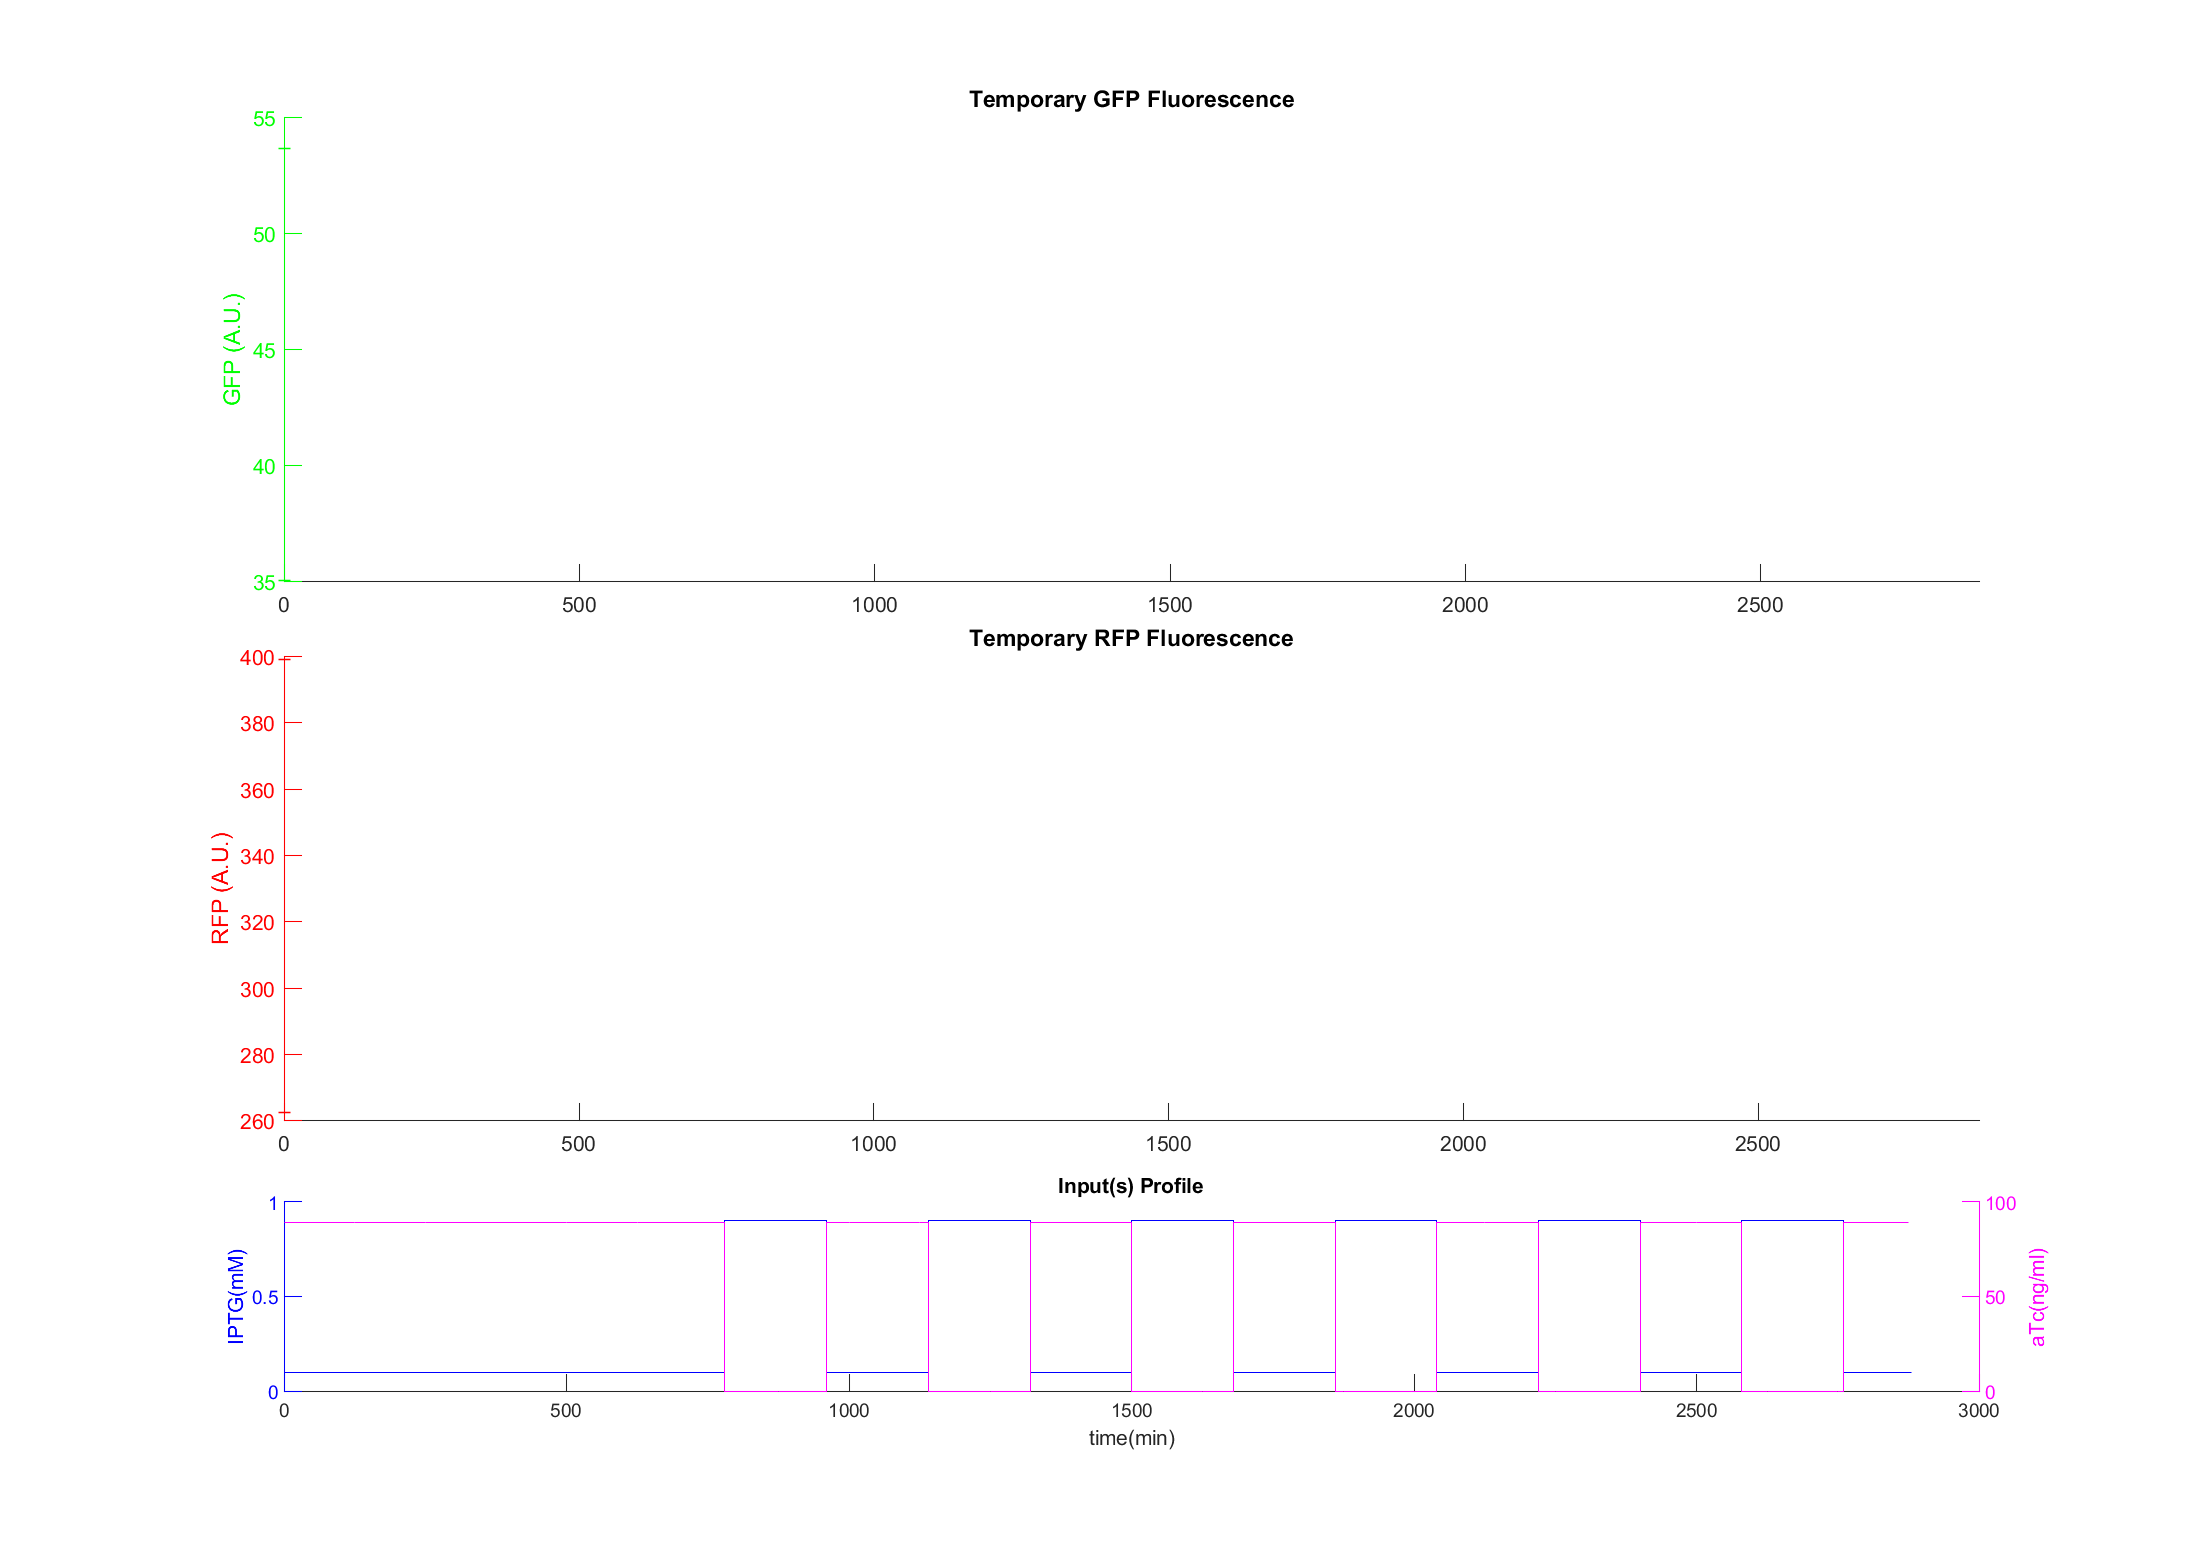 Temporary GFP Fluorescence
GFP (A.U.)
55
50
45
40
35
0 500 1000 1500 2000 2500
Temporary RFP Fluorescence
RFP (A.U.)
400
380
360
340
320
300
280
260
0 500 1000 1500 2000 2500
Input(s) Profile
IPTG(mM)
1
0.5
0
100
50
0
aTc(ng/ml)
0 500 1000 1500 2000 2500 3000
time(min)